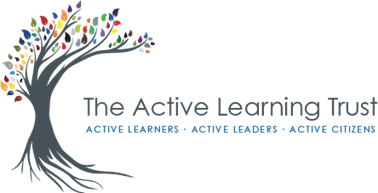 The Active Learning Trust
ACTIVE LEARNERS · ACTIVE LEADERS · ACTIVE CITIZENS